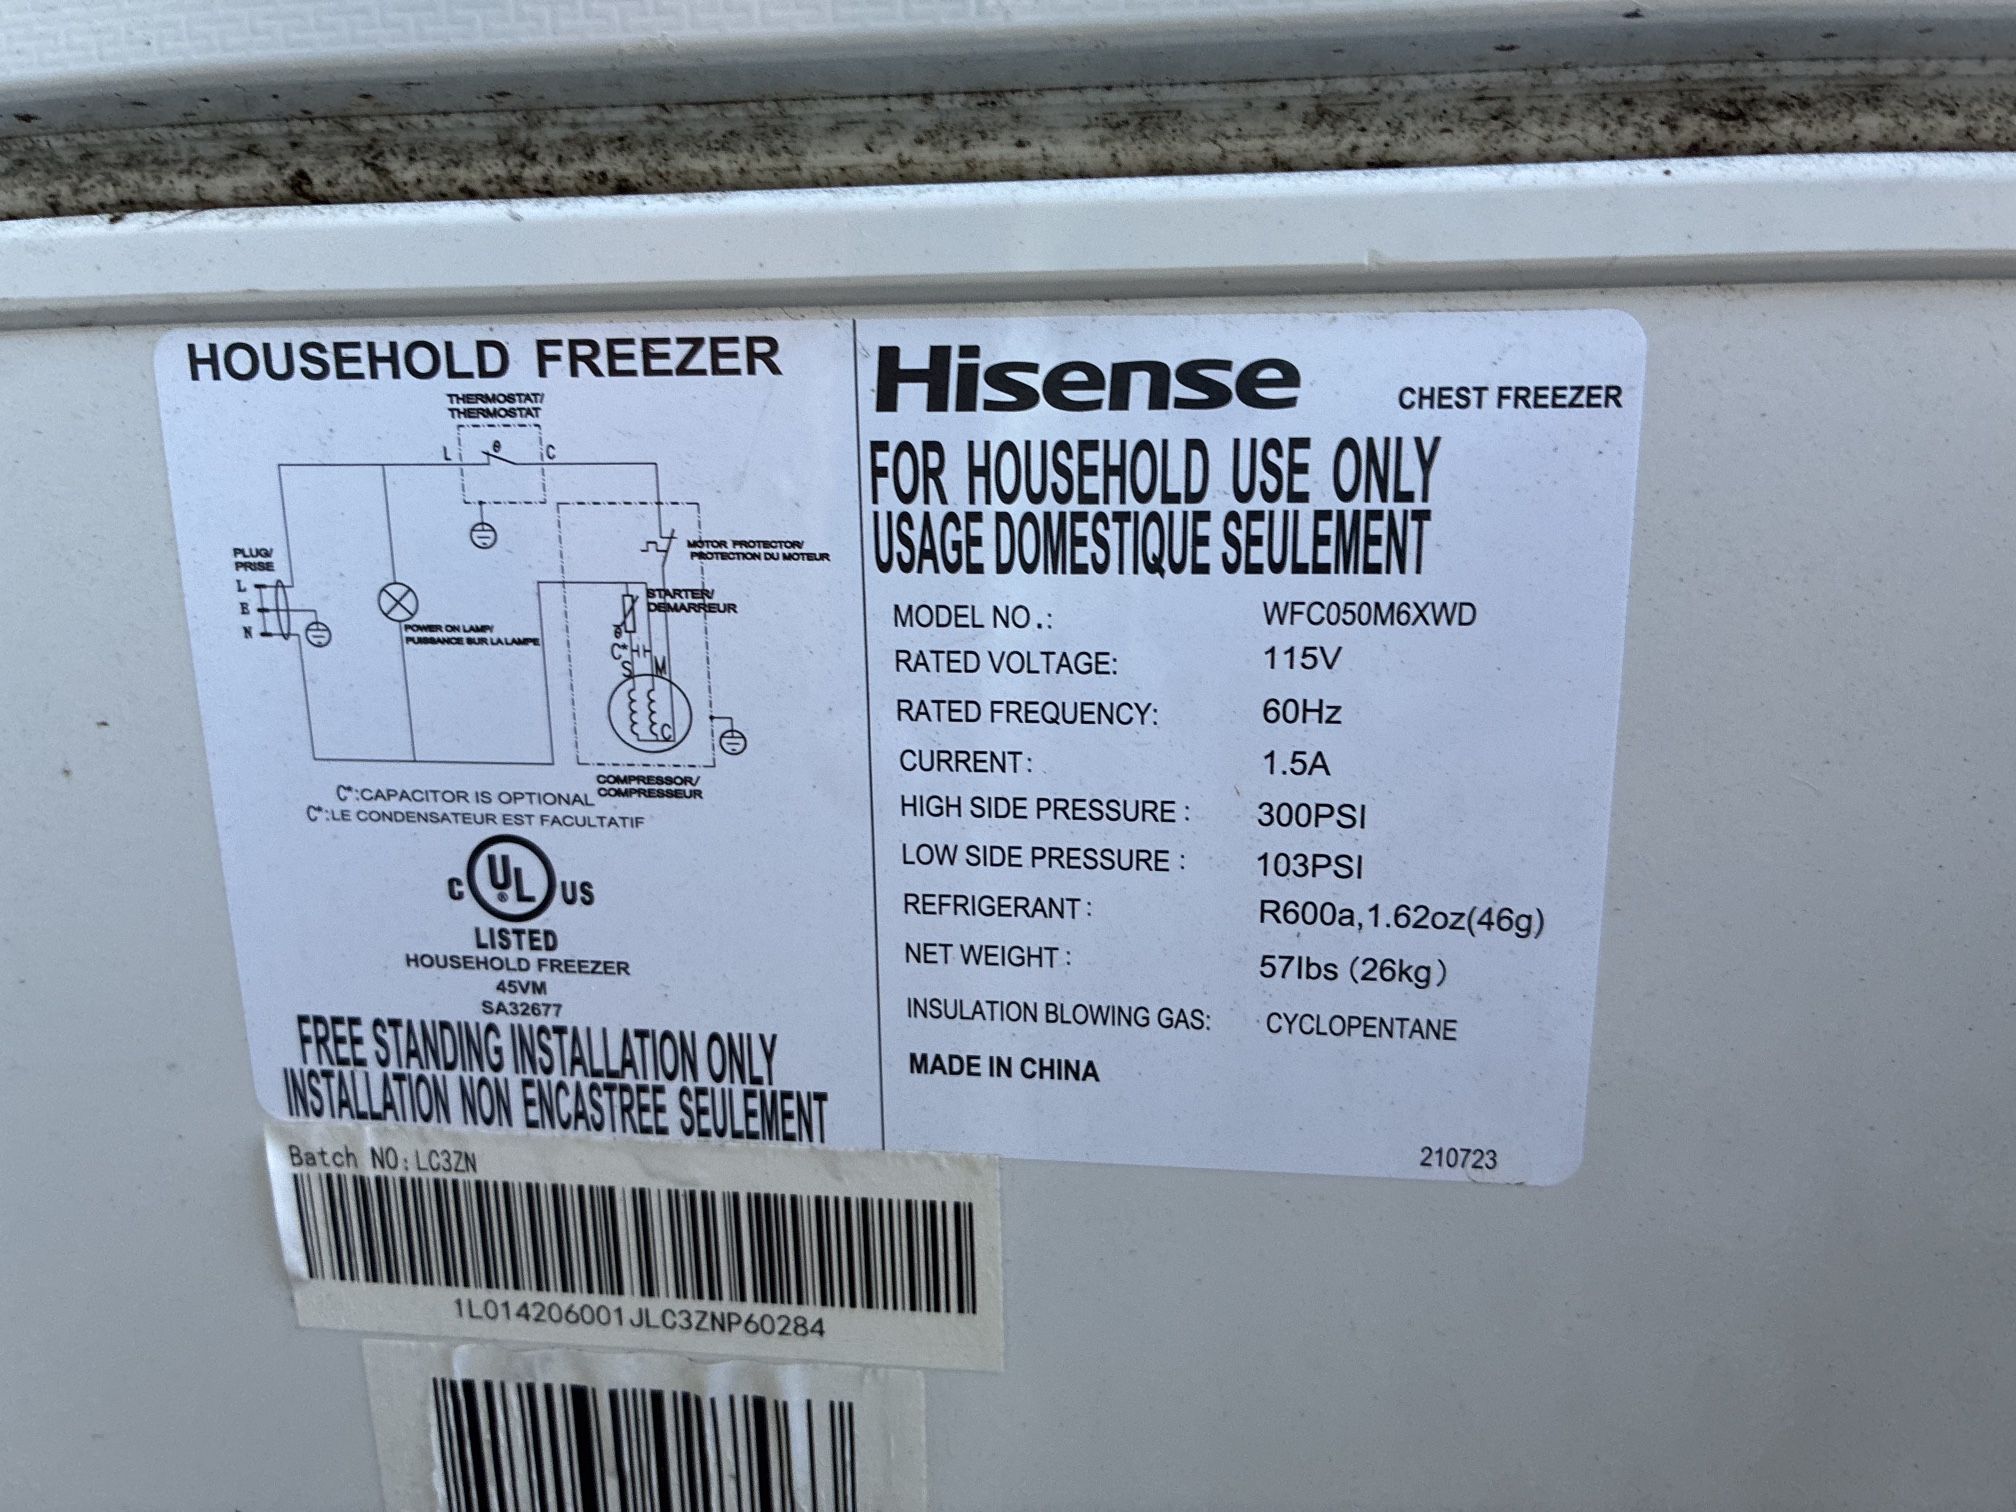 HOUSEHOLD FREEZER
THERMOSTAT/
THERMOSTAT
L θ C
PLUG/
PRISE
L
E
N
POWER ON LAMP/
PUISSANCE SUR LA LAMPE
MOTOR PROTECTOR/
PROTECTION DU MOTEUR
STARTER/
DEMARREUR
θ
C*
S M
C
COMPRESSOR/
COMPRESSEUR
C*:CAPACITOR IS OPTIONAL
C*:LE CONDENSATEUR EST FACULTATIF
C UL US
®
LISTED
HOUSEHOLD FREEZER
45VM
SA32677
FREE STANDING INSTALLATION ONLY
INSTALLATION NON ENCASTREE SEULEMENT
Hisense CHEST FREEZER
FOR HOUSEHOLD USE ONLY
USAGE DOMESTIQUE SEULEMENT
MODEL NO.: WFC050M6XWD
RATED VOLTAGE: 115V
RATED FREQUENCY: 60Hz
CURRENT: 1.5A
HIGH SIDE PRESSURE: 300PSI
LOW SIDE PRESSURE: 103PSI
REFRIGERANT: R600a,1.62oz(46g)
NET WEIGHT: 57lbs (26kg)
INSULATION BLOWING GAS: CYCLOPENTANE
MADE IN CHINA
210723
Batch NO:LC3ZN
1L014206001JLC3ZNP60284